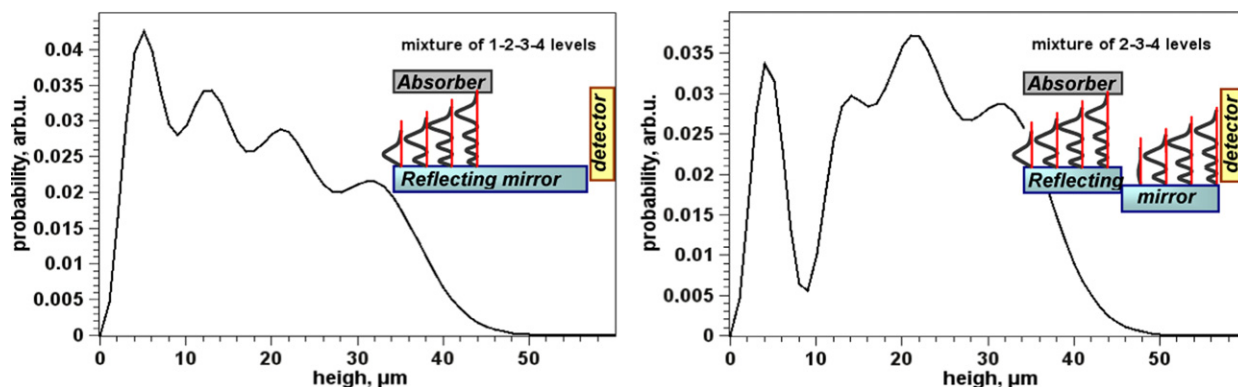 mixture of 1-2-3-4 levels
Absorber
Reflecting mirror
detector
probability, arb.u.
0.04
0.035
0.03
0.025
0.02
0.015
0.01
0.005
0
0 10 20 30 40 50
heigh, µm
mixture of 2-3-4 levels
Absorber
Reflecting
mirror
detector
probability, arb.u.
0.035
0.03
0.025
0.02
0.015
0.01
0.005
0
0 10 20 30 40 50
heigh, µm